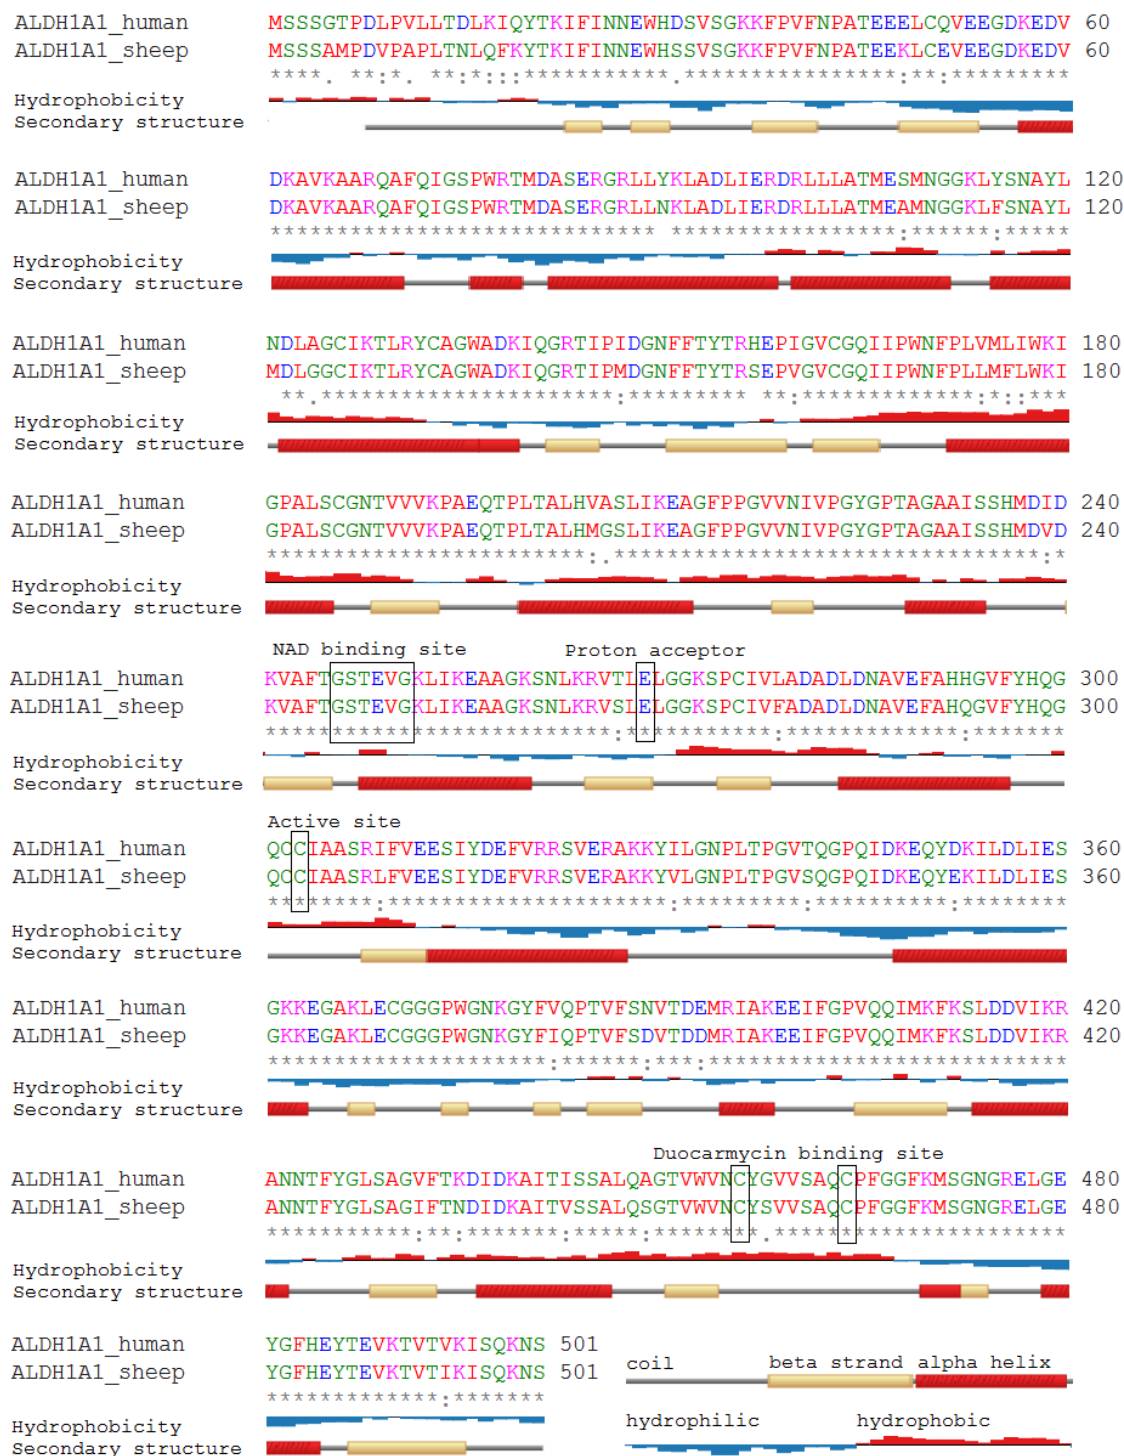 ALDH1A1_human MSSSGTPDLPVLLTDLKIQYTKIFINNEWHDSVSGKKFPVFNPATEEELCQVEEGDKEDV 60
ALDH1A1_sheep MSSSAMPDVPAPLTNLQFKYTKIFINNEWHSSVSGKKFPVFNPATEEKLCEVEEGDKEDV 60
****. **:*. **:*:::***********.****************:**:*********
Hydrophobicity
Secondary structure
ALDH1A1_human DKAVKAARQAFQIGSPWRTMDASERGRLLYKLADLIERDRLLLATMESMNGGKLYSNAYL 120
ALDH1A1_sheep DKAVKAARQAFQIGSPWRTMDASERGRLLNKLADLIERDRLLLATMEAMNGGKLFSNAYL 120
***************************** *****************:******:*****
Hydrophobicity
Secondary structure
ALDH1A1_human NDLAGCIKTLRYCAGWADKIQGRTIPIDGNFFTYTRHEPIGVCGQIIPWNFPLVMLIWKI 180
ALDH1A1_sheep MDLGGCIKTLRYCAGWADKIQGRTIPMDGNFFTYTRSEPVGVCGQIIPWNFPLLMFLWKI 180
**.**********************:********* **:*************:*::***
Hydrophobicity
Secondary structure
ALDH1A1_human GPALSCGNTVVVKPAEQTPLTALHVASLIKEAGFPPGVVNIVPGYGPTAGAAISSHMDID 240
ALDH1A1_sheep GPALSCGNTVVVKPAEQTPLTALHMGSLIKEAGFPPGVVNIVPGYGPTAGAAISSHMDVD 240
************************:.********************************:*
Hydrophobicity
Secondary structure
NAD binding site Proton acceptor
ALDH1A1_human KVAFTGSTEVGKLIKEAAGKSNLKRVTLELGGKSPCIVLADADLDNAVEFAHHGVFYHQG 300
ALDH1A1_sheep KVAFTGSTEVGKLIKEAAGKSNLKRVSLELGGKSPCIVFADADLDNAVEFAHQGVFYHQG 300
**************************:***********:*************:*******
Hydrophobicity
Secondary structure
Active site
ALDH1A1_human QCCIAASRIFVEESIYDEFVRRSVERAKKYILGNPLTPGVTQGPQIDKEQYDKILDLIES 360
ALDH1A1_sheep QCCIAASRLFVEESIYDEFVRRSVERAKKYVLGNPLTPGVSQGPQIDKEQYEKILDLIES 360
********:*********************:*********:**********:********
Hydrophobicity
Secondary structure
ALDH1A1_human GKKEGAKLECGGGPWGNKGYFVQPTVFSNVTDEMRIAKEEIFGPVQQIMKFKSLDDVIKR 420
ALDH1A1_sheep GKKEGAKLECGGGPWGNKGYFIQPTVFSDVTDDMRIAKEEIFGPVQQIMKFKSLDDVIKR 420
*********************:******:***:***************************
Hydrophobicity
Secondary structure
Duocarmycin binding site
ALDH1A1_human ANNTFYGLSAGVFTKDIDKAITISSALQAGTVWVNCYGVVSAQCPFGGFKMSGNGRELGE 480
ALDH1A1_sheep ANNTFYGLSAGIFTNDIDKAITVSSALQSGTVWVNCYSVVSAQCPFGGFKMSGNGRELGE 480
***********:**:*******:*****:********.**********************
Hydrophobicity
Secondary structure
ALDH1A1_human YGFHEYTEVKTVTVKISQKNS 501
ALDH1A1_sheep YGFHEYTEVKTVTIKISQKNS 501
*************:*******
Hydrophobicity
Secondary structure
coil beta strand alpha helix
hydrophilic hydrophobic